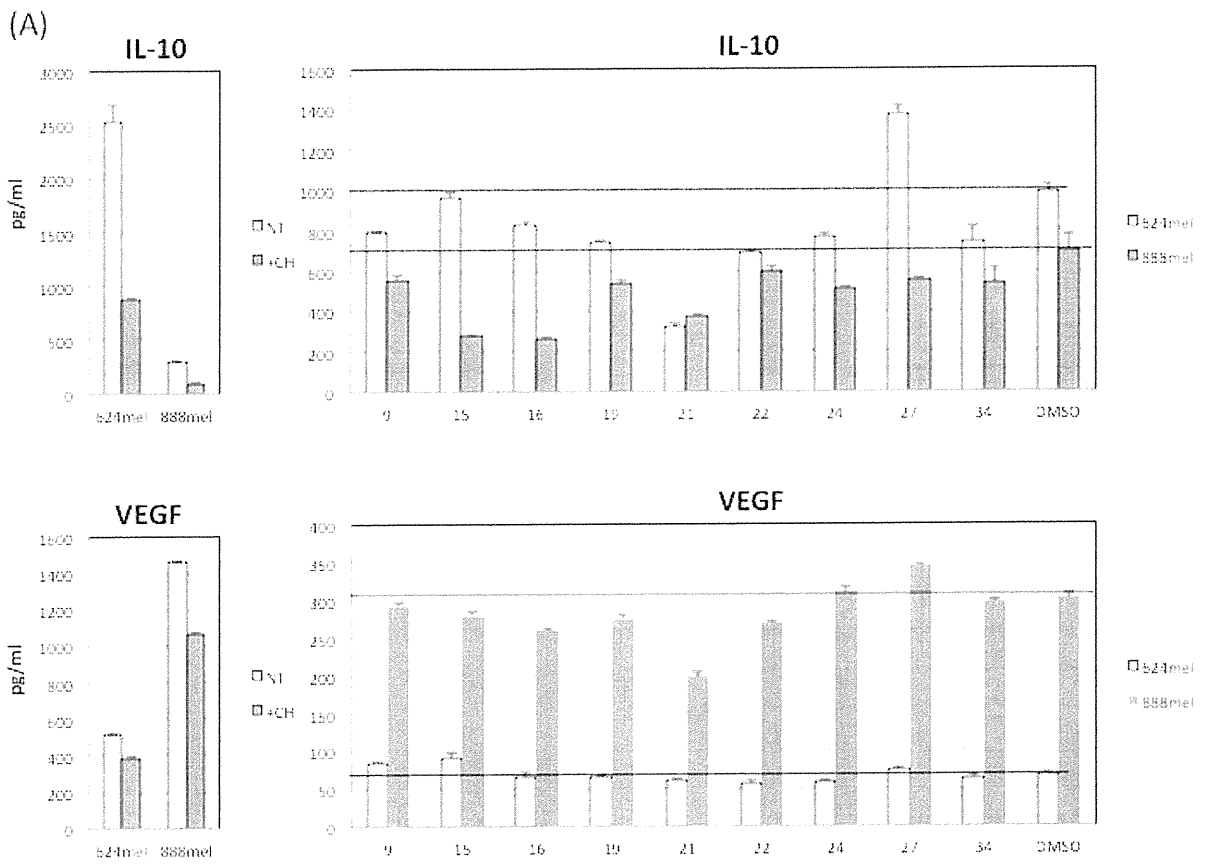 (A)
IL-10
pg/ml
3000
2500
2000
1500
1000
500
0
624mel 888mel
NT
+CH
IL-10
1600
1400
1200
1000
800
600
400
200
0
9 15 16 19 21 22 24 27 34 DMSO
624mel
888mel
VEGF
pg/ml
1600
1400
1200
1000
800
600
400
200
0
624mel 888mel
NT
+CH
VEGF
400
350
300
250
200
150
100
50
0
9 15 16 19 21 22 24 27 34 DMSO
624mel
888mel